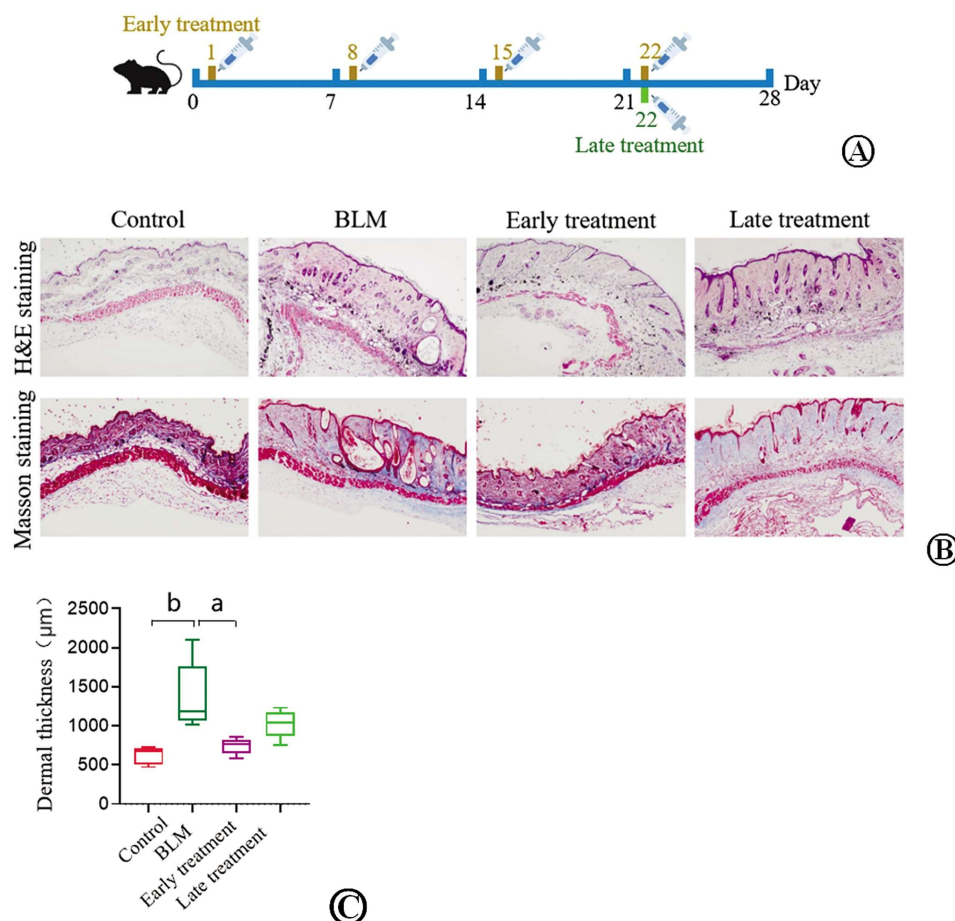 Early treatment
1 8 15 22
0 7 14 21 28 Day
22
Late treatment
A
Control BLM Early treatment Late treatment
H&E staining
Masson staining
B
b a
Dermal thickness（μm）
2500
2000
1500
1000
500
0
Control
BLM
Early treatment
Late treatment
C